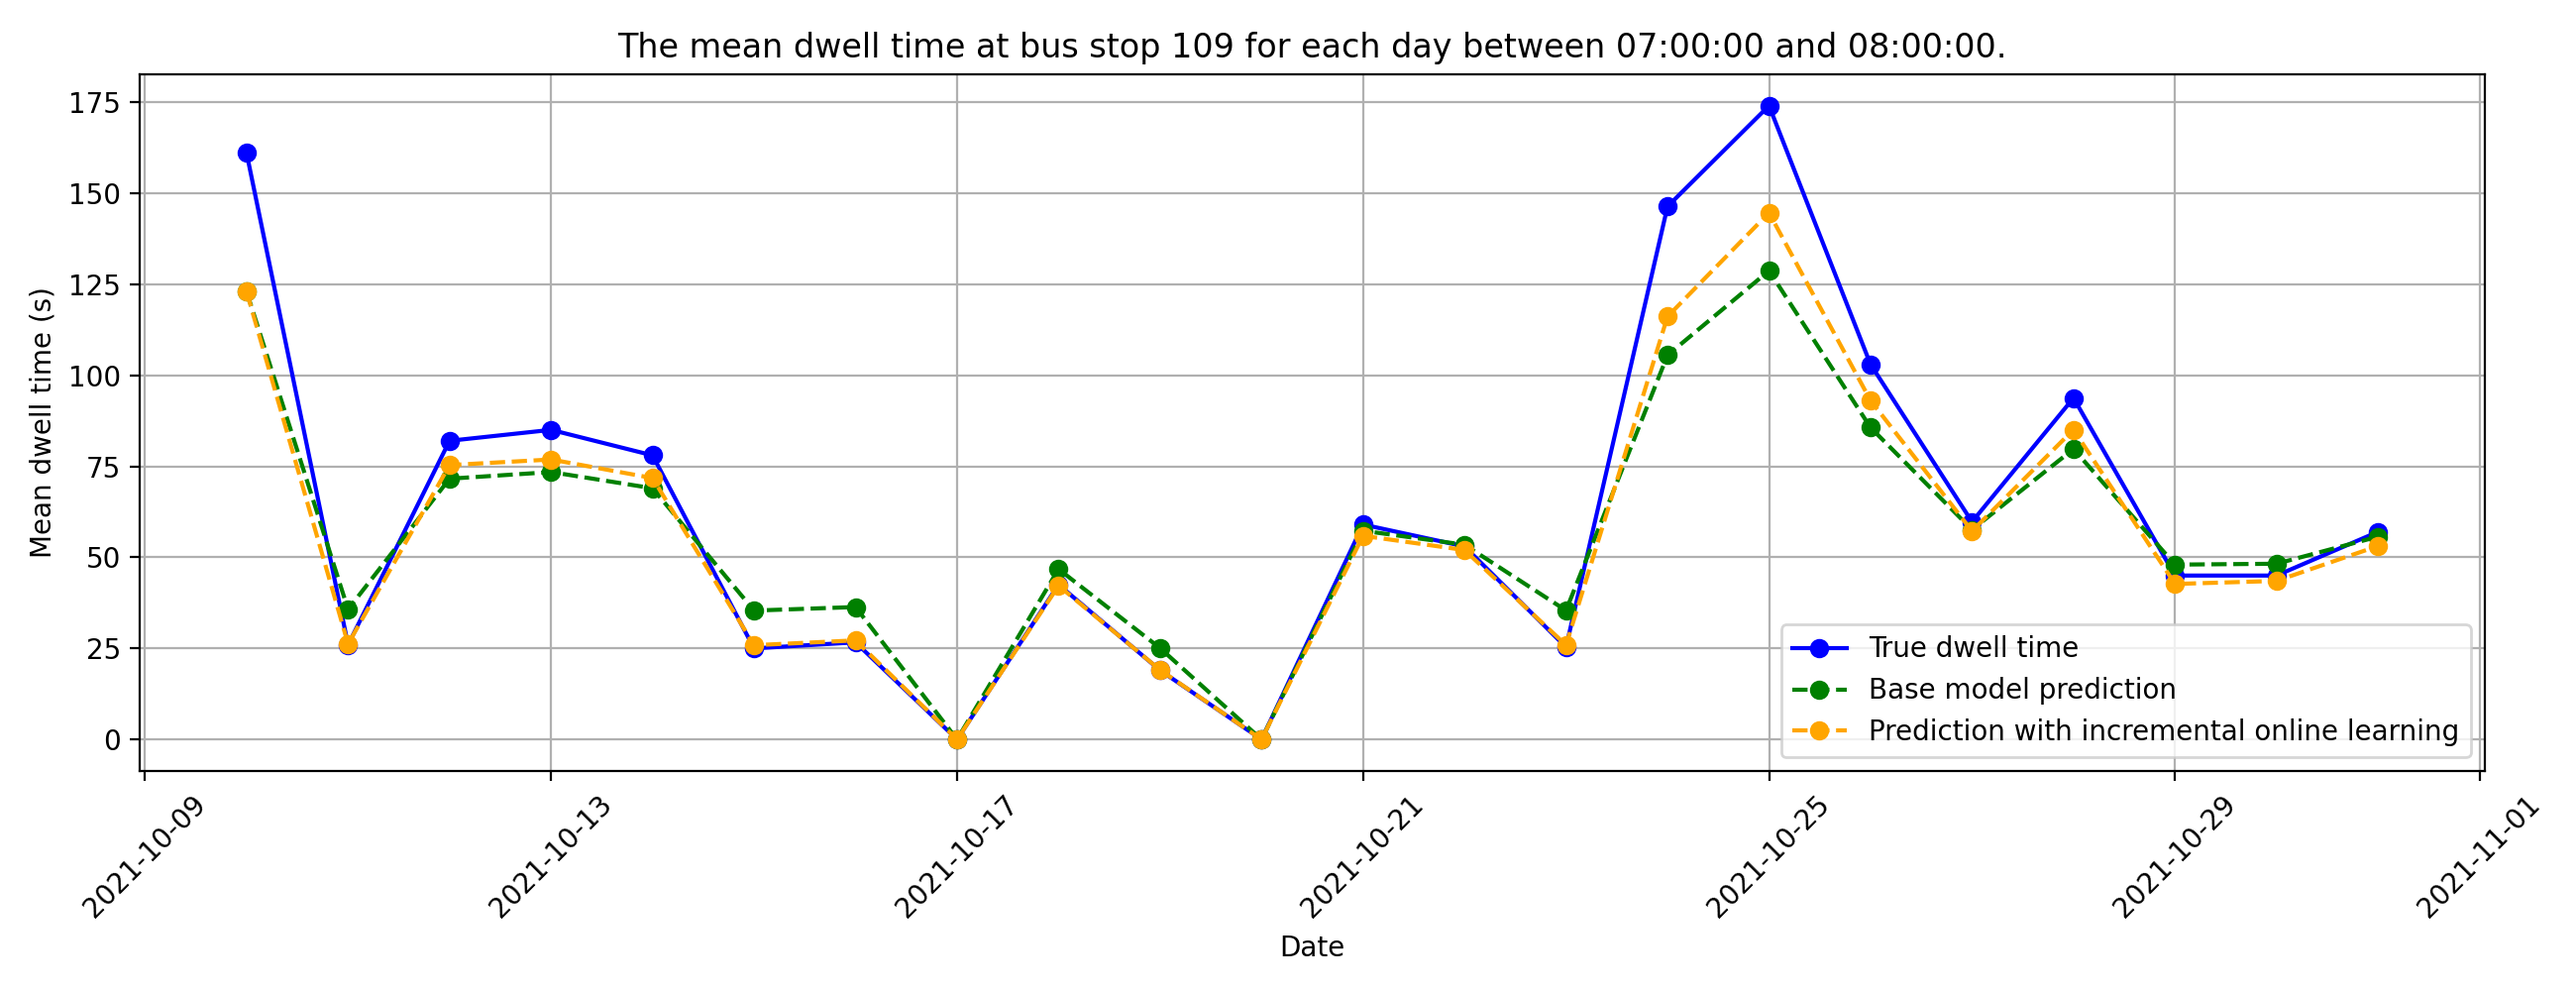 The mean dwell time at bus stop 109 for each day between 07:00:00 and 08:00:00.
Mean dwell time (s)
175
150
125
100
75
50
25
0
True dwell time
Base model prediction
Prediction with incremental online learning
2021-10-09
2021-10-13
2021-10-17
2021-10-21
2021-10-25
2021-10-29
2021-11-01
Date